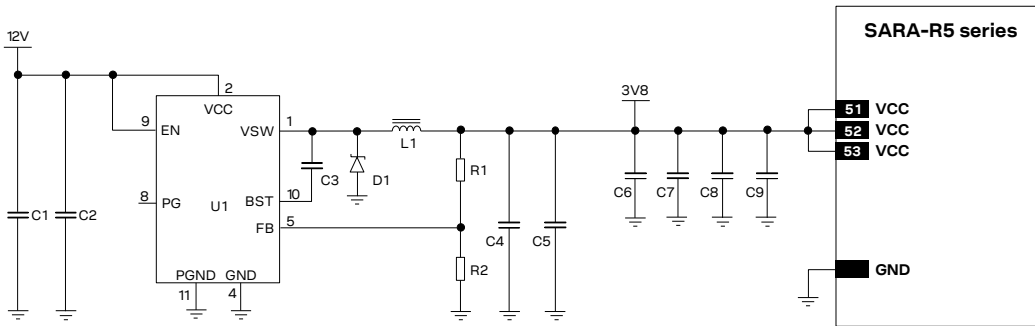 SARA-R5 series
12V
2
VCC
9
EN
VSW
1
L1
3V8
51 VCC
52 VCC
53 VCC
C3
D1
R1
C6
C7
C8
C9
8
PG
U1
BST
10
C1
C2
FB
5
C4
C5
R2
PGND
GND
11
4
GND